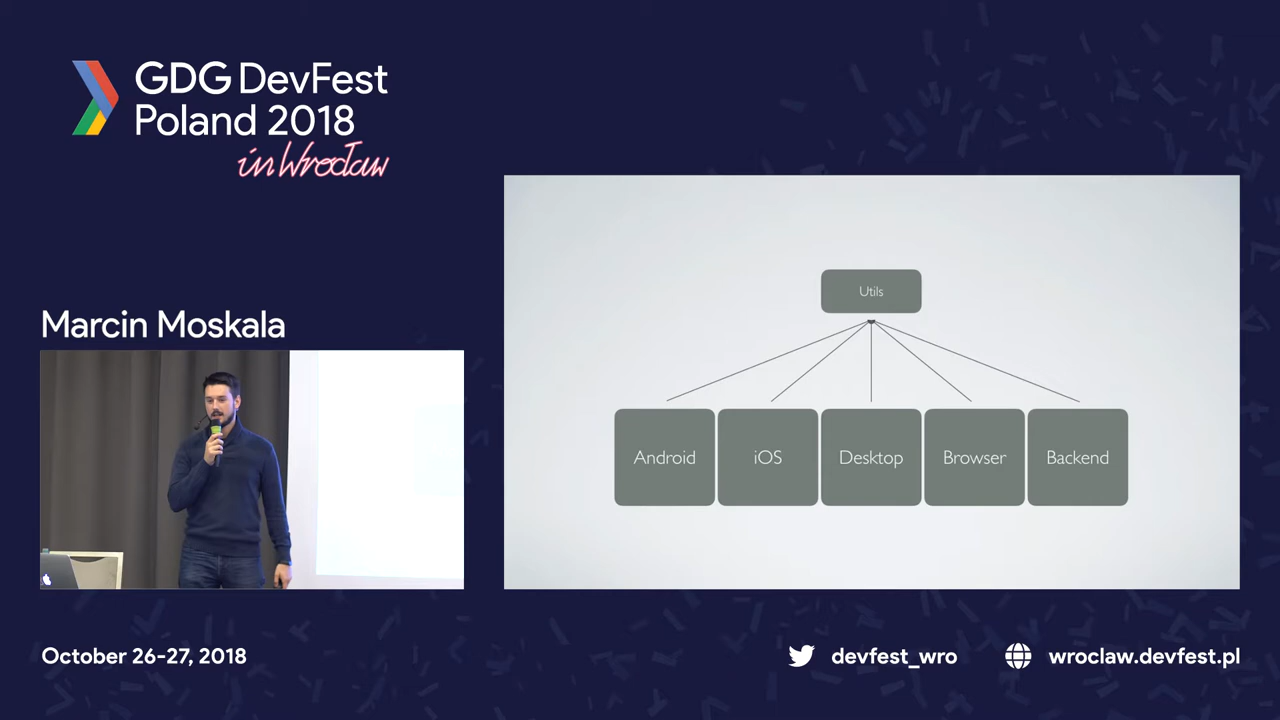 GDG DevFest
Poland 2018
in Wrocław
Marcin Moskala
Utils
Android
iOS
Desktop
Browser
Backend
October 26-27, 2018
devfest_wro
wroclaw.devfest.pl